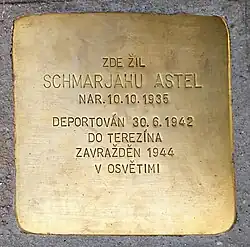 ZDE ŽIL
SCHMARJAHU ASTEL
NAR. 10.10.1935
DEPORTOVÁN 30.6.1942
DO TEREZÍNA
ZAVRAŽDĚN 1944
V OSVĚTIMI